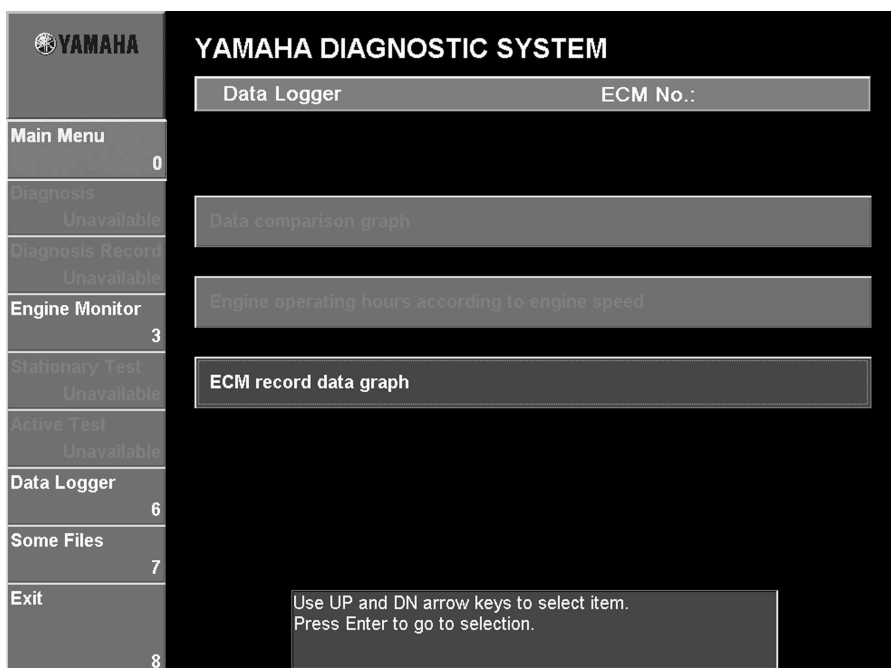 YAMAHA
YAMAHA DIAGNOSTIC SYSTEM
Data Logger ECM No.:
Main Menu
0
Diagnosis
Unavailable
Diagnosis Record
Unavailable
Engine Monitor
3
Stationary Test
Unavailable
Active Test
Unavailable
Data Logger
6
Some Files
7
Exit
8
Data comparison graph
Engine operating hours according to engine speed
ECM record data graph
Use UP and DN arrow keys to select item.
Press Enter to go to selection.